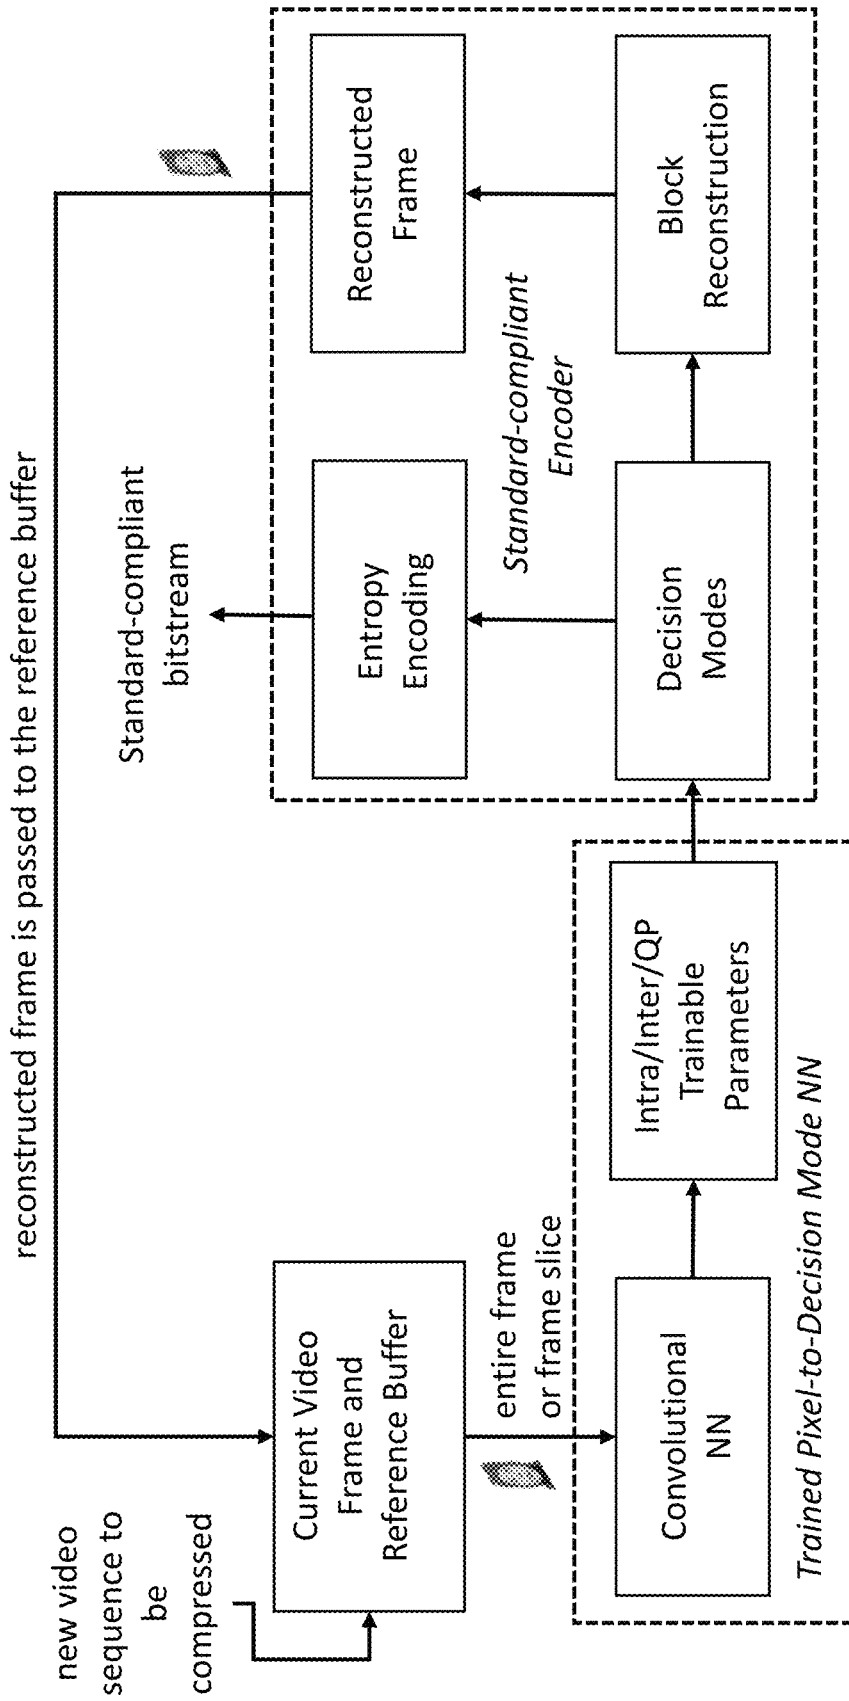 reconstructed frame is passed to the reference buffer
new video
sequence to
be
compressed
Current Video
Frame and
Reference Buffer
entire frame
or frame slice
Convolutional
NN
Intra/Inter/QP
Trainable
Parameters
Trained Pixel-to-Decision Mode NN
Standard-compliant
bitstream
Entropy
Encoding
Reconstructed
Frame
Standard-compliant
Encoder
Decision
Modes
Block
Reconstruction